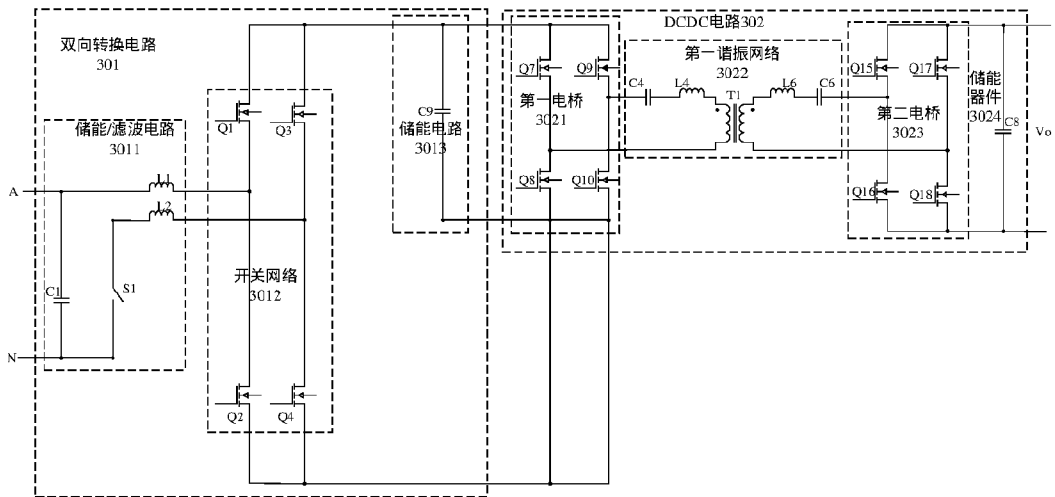 双向转换电路
301
储能/滤波电路
3011
A
N
C1
S1
L1
L2
Q1
Q3
开关网络
3012
Q2
Q4
C9
储能电路
3013
DCDC电路302
Q7
Q9
第一电桥
3021
Q8
Q10
第一谐振网络
3022
C4
L4
T1
L6
C6
Q15
Q17
第二电桥
3023
Q16
Q18
储能
器件
3024
C8
Vo